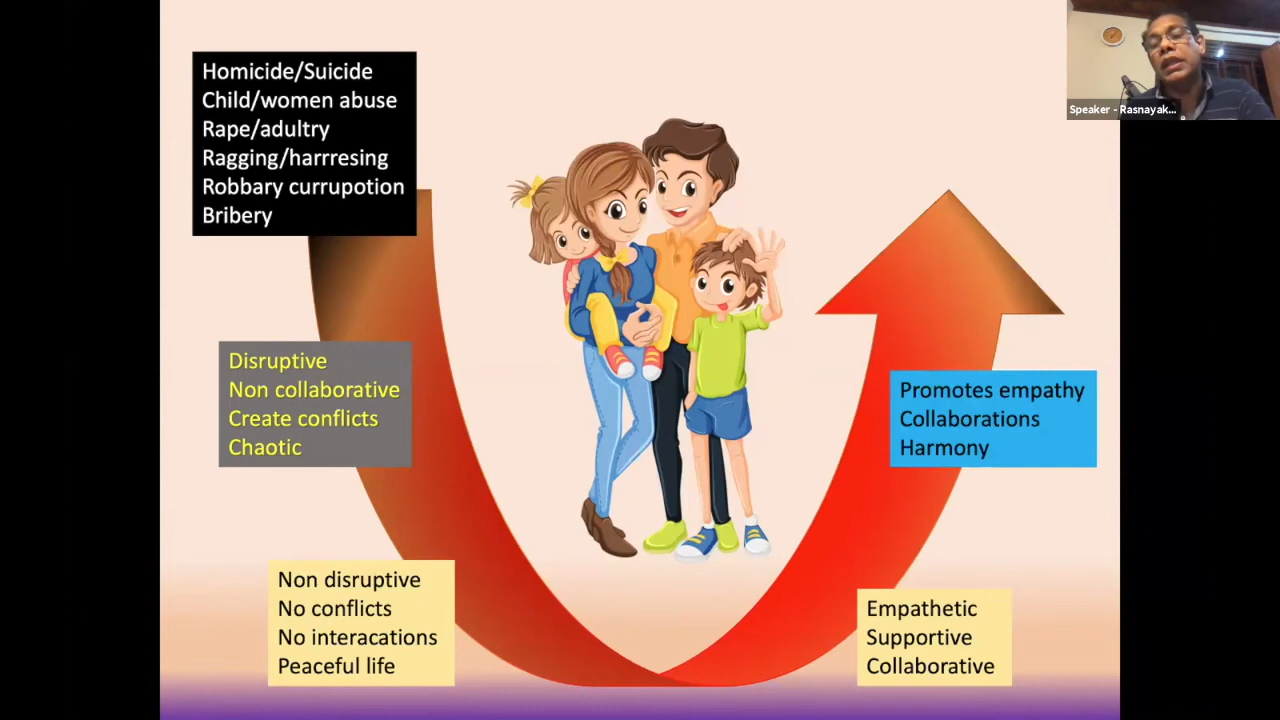 Homicide/Suicide
Child/women abuse
Rape/adultry
Ragging/harrresing
Robbary currupotion
Bribery
Disruptive
Non collaborative
Create conflicts
Chaotic
Non disruptive
No conflicts
No interacations
Peaceful life
Speaker - Rasnayak...
Promotes empathy
Collaborations
Harmony
Empathetic
Supportive
Collaborative